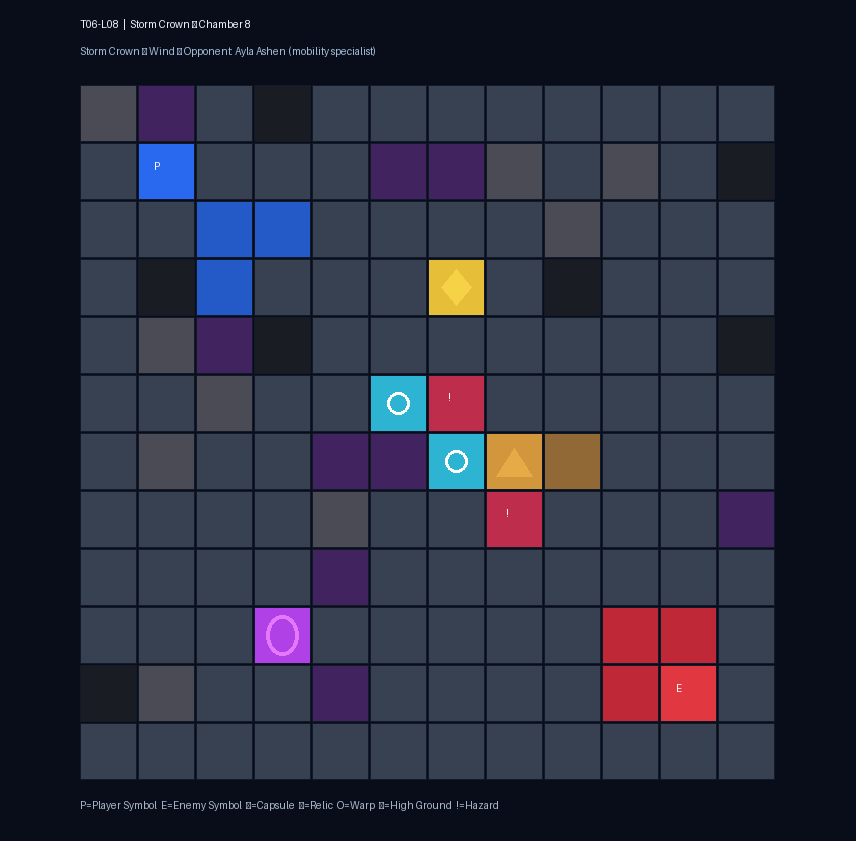 T06-L08 | Storm Crown □ Chamber 8
Storm Crown □ Wind □ Opponent: Ayla Ashen (mobility specialist)
P
!
!
E
P=Player Symbol E=Enemy Symbol □=Capsule □=Relic O=Warp □=High Ground !=Hazard